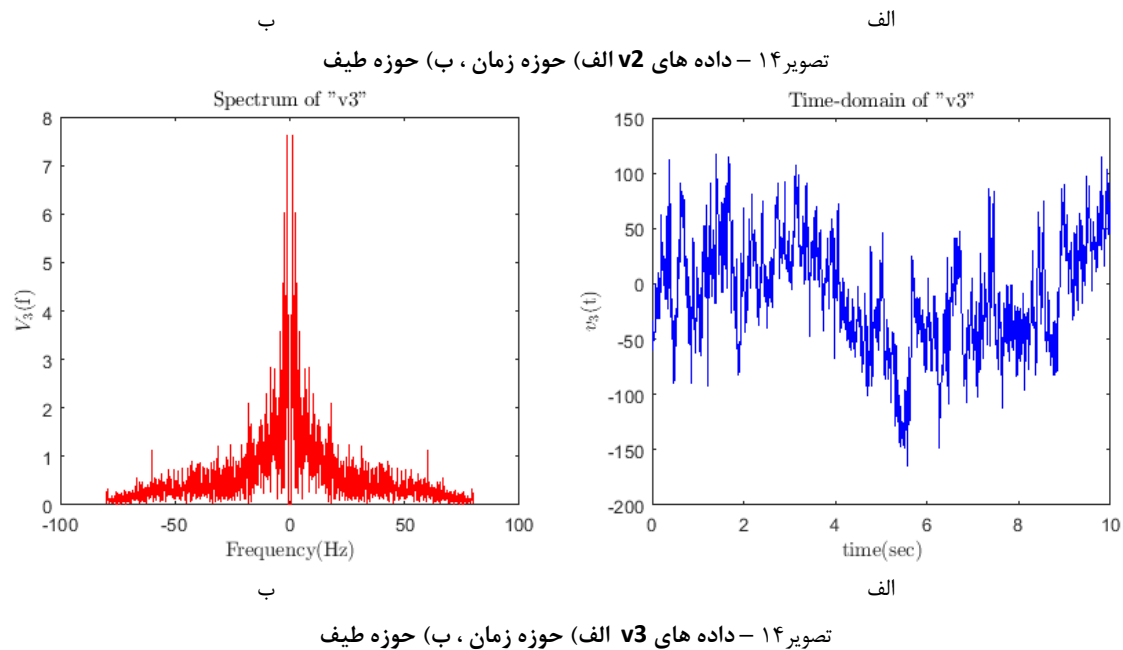 الف
ب
تصویر۱۴ – داده های v2 الف) حوزه زمان ، ب) حوزه طیف
Time-domain of "v3"
150
100
50
0
-50
-100
-150
-200
v₃(t)
0 2 4 6 8 10
time(sec)
Spectrum of "v3"
8
7
6
5
4
3
2
1
0
V₃(f)
-100 -50 0 50 100
Frequency(Hz)
الف
ب
تصویر۱۴ – داده های v3 الف) حوزه زمان ، ب) حوزه طیف